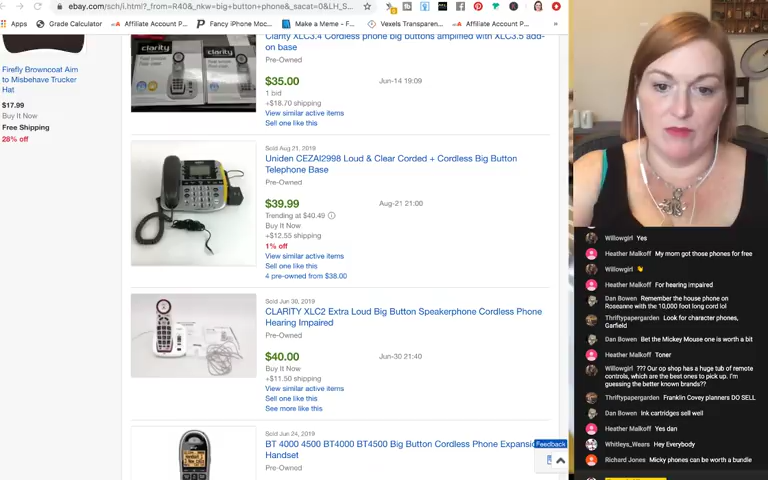 ebay.com/sch/i.html?_from=R40&_nkw=big+button+phone&_sacat=0&LH_S...
Apps
Grade Calculator
Affiliate Account P...
Fancy iPhone Moc...
Make a Meme - F...
Vexels Transparen...
Affiliate Account P...
Firefly Browncoat Aim
to Misbehave Trucker
Hat
$17.99
Buy It Now
Free Shipping
28% off
clarity
Clarity XLC3.4 Cordless phone big buttons amplified with XLC3.5 add-
on base
Pre-Owned
$35.00
Jun-14 19:09
1 bid
+$18.70 shipping
View similar active items
Sell one like this
Sold Aug 21, 2019
Uniden CEZAI2998 Loud & Clear Corded + Cordless Big Button
Telephone Base
Pre-Owned
$39.99
Aug-21 21:00
Trending at $40.49
Buy It Now
+$12.55 shipping
1% off
View similar active items
Sell one like this
4 pre-owned from $38.00
Sold Jun 30, 2019
CLARITY XLC2 Extra Loud Big Button Speakerphone Cordless Phone
Hearing Impaired
Pre-Owned
$40.00
Jun-30 21:40
Buy It Now
+$11.50 shipping
View similar active items
Sell one like this
See more like this
Sold Jun 24, 2019
BT 4000 4500 BT4000 BT4500 Big Button Cordless Phone Expansio
Handset
Pre-Owned
Feedback
Willowgirl Yes
Heather Malkoff My mom got those phones for free
Willowgirl 👋
Heather Malkoff For hearing impaired
Dan Bowen Remember the house phone on
Roseanne with the 10,000 foot long cord lol
Thriftypapergarden Look for character phones,
Garfield
Dan Bowen Bet the Mickey Mouse one is worth a bit
Heather Malkoff Toner
Willowgirl ??? Our op shop has a huge tub of remote
controls, which are the best ones to pick up. I'm
guessing the better known brands??
Thriftypapergarden Franklin Covey planners DO SELL
Dan Bowen Ink cartridges sell well
Heather Malkoff Yes dan
Whitleys_Wears Hey Everybody
Richard Jones Micky phones can be worth a bundle